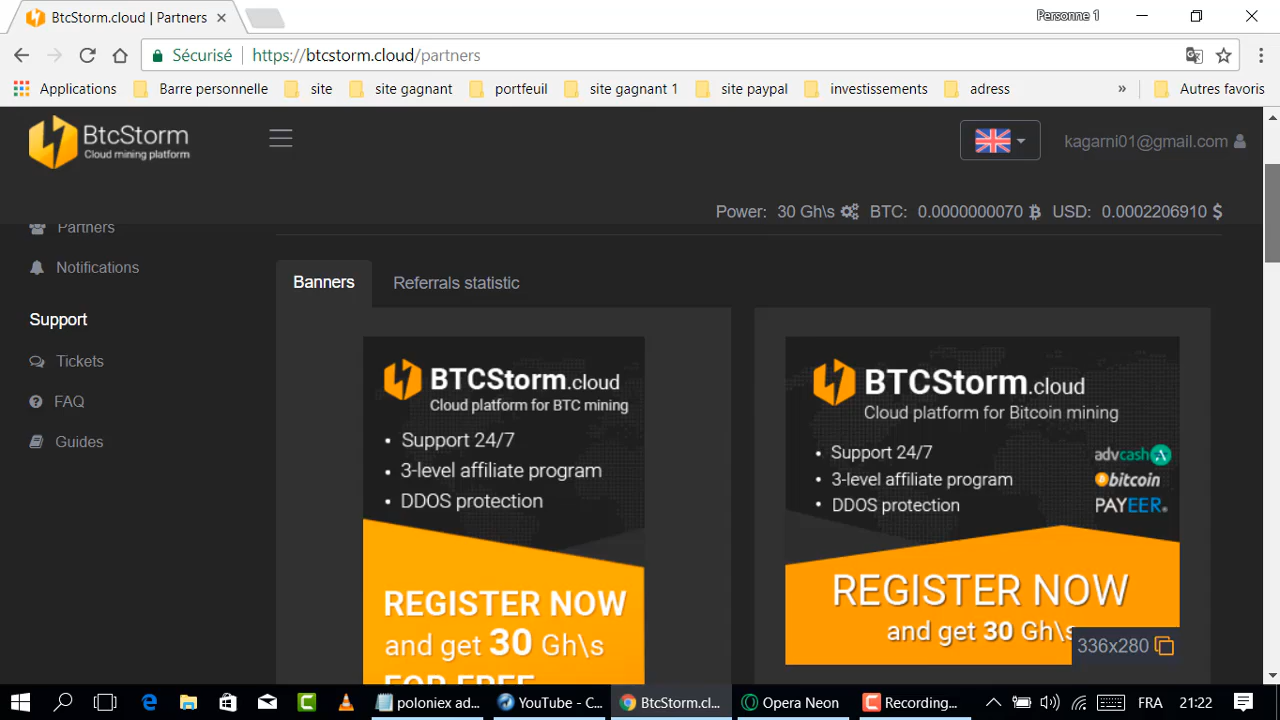 BtcStorm.cloud | Partners
Personne 1
Sécurisé
https://btcstorm.cloud/partners
Applications
Barre personnelle
site
site gagnant
portfeuil
site gagnant 1
site paypal
investissements
adress
»
Autres favoris
BtcStorm
Cloud mining platform
kagarni01@gmail.com
Power: 30 Gh\s BTC: 0.0000000070 USD: 0.0002206910 $
Partners
Notifications
Support
Tickets
FAQ
Guides
Banners
Referrals statistic
BTCStorm.cloud
Cloud platform for BTC mining
• Support 24/7
• 3-level affiliate program
• DDOS protection
REGISTER NOW
and get 30 Gh\s
FOR FREE
BTCStorm.cloud
Cloud platform for Bitcoin mining
• Support 24/7
• 3-level affiliate program
• DDOS protection
advcash
bitcoin
PAYEER
REGISTER NOW
and get 30 Gh\s
336x280
poloniex ad...
YouTube - C...
BtcStorm.cl...
Opera Neon
Recording...
FRA
21:22